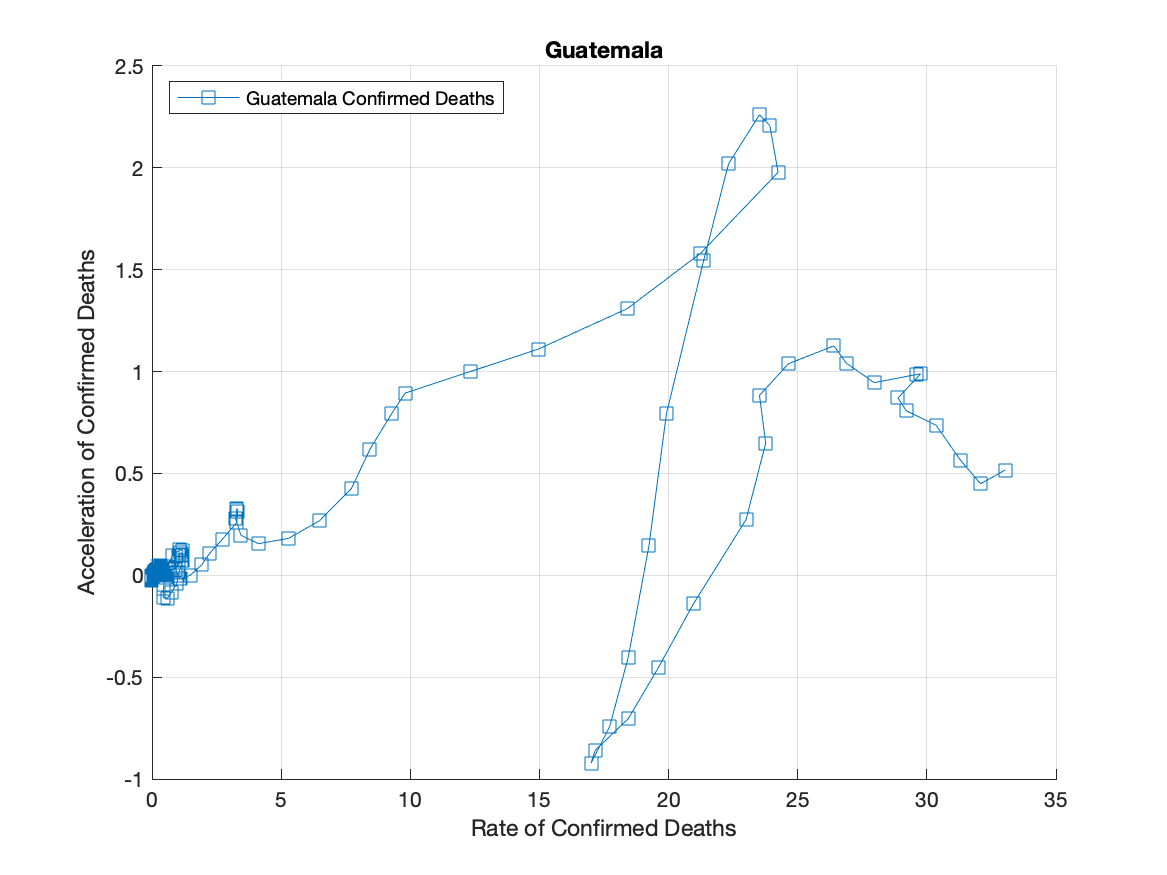 Guatemala
Guatemala Confirmed Deaths
2.5
2
1.5
1
0.5
0
-0.5
-1
Acceleration of Confirmed Deaths
0 5 10 15 20 25 30 35
Rate of Confirmed Deaths